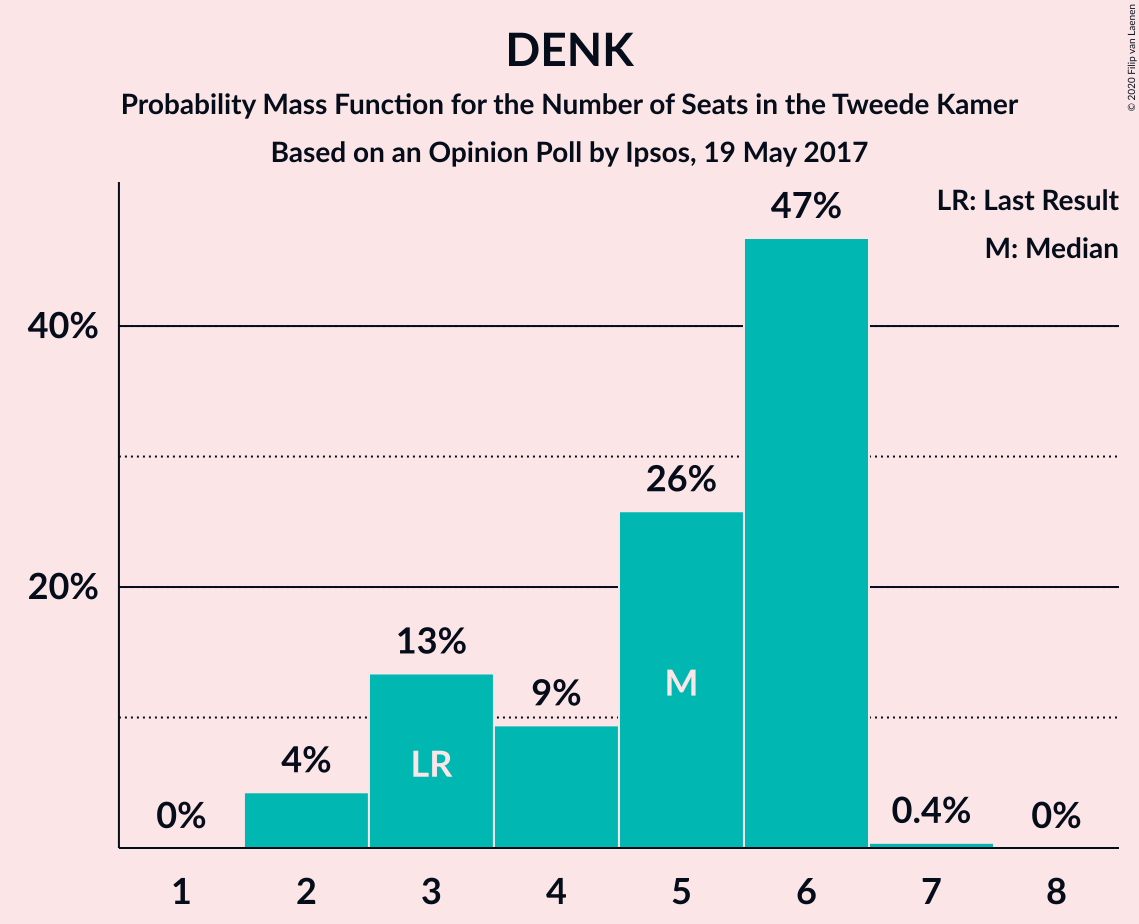 DENK
Probability Mass Function for the Number of Seats in the Tweede Kamer
Based on an Opinion Poll by Ipsos, 19 May 2017
© 2020 Filip van Laenen
LR: Last Result
M: Median
47%
40%
26%
20%
13%
9%
4%
0%
0.4%
0%
M
LR
1 2 3 4 5 6 7 8